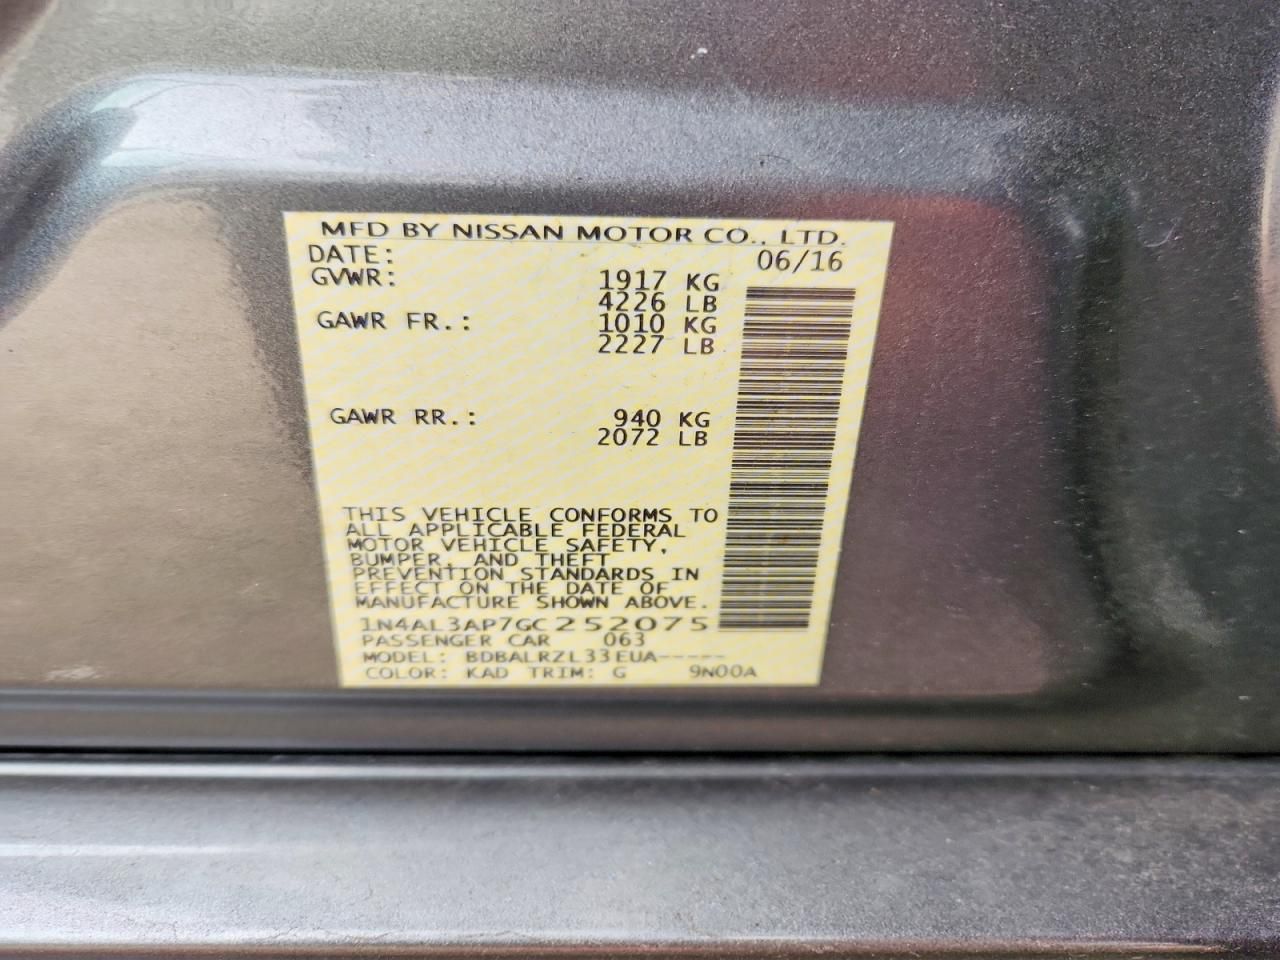 MFD BY NISSAN MOTOR CO., LTD.
DATE: 06/16
GVWR: 1917 KG
4226 LB
GAWR FR.: 1010 KG
2227 LB
GAWR RR.: 940 KG
2072 LB
THIS VEHICLE CONFORMS TO
ALL APPLICABLE FEDERAL
MOTOR VEHICLE SAFETY,
BUMPER, AND THEFT
PREVENTION STANDARDS IN
EFFECT ON THE DATE OF
MANUFACTURE SHOWN ABOVE.
1N4AL3AP7GC252075
PASSENGER CAR 063
MODEL: BDBALRZL33EUA-----
COLOR: KAD TRIM: G 9N00A